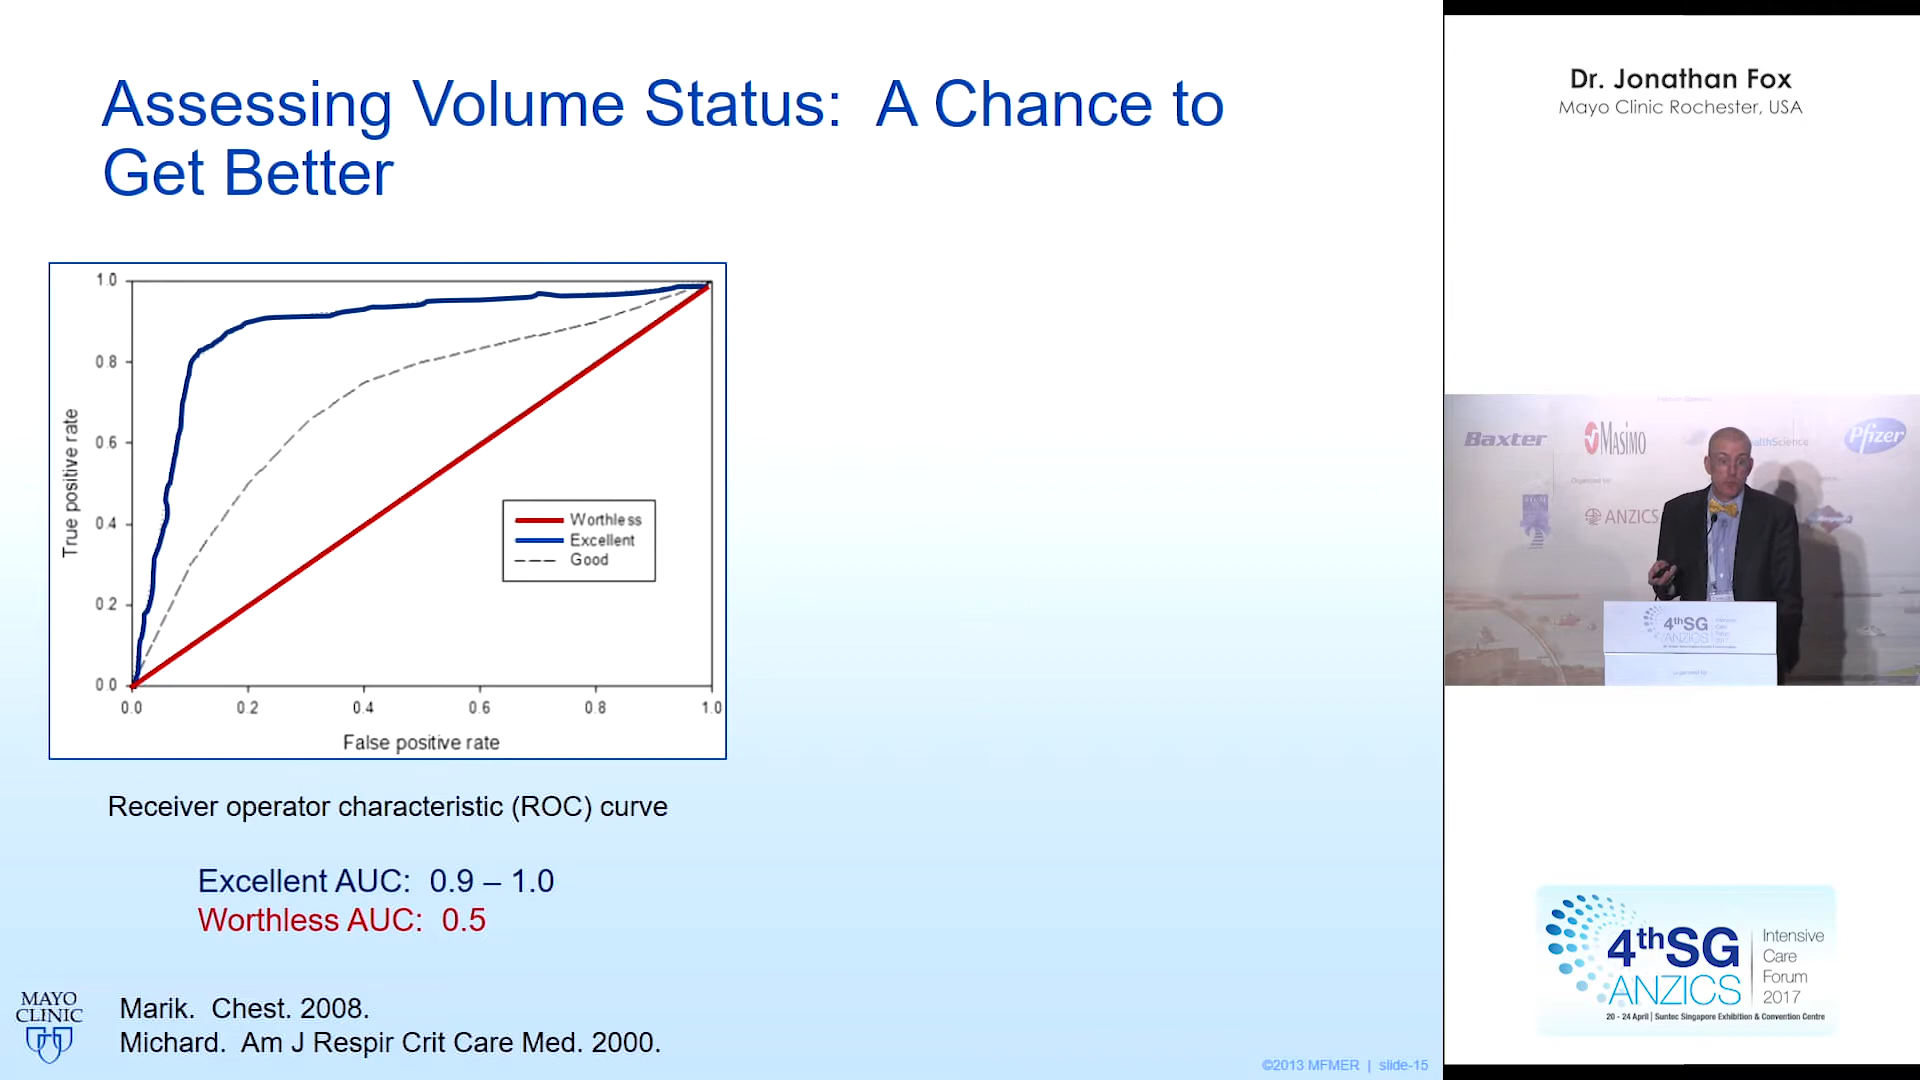 Assessing Volume Status:  A Chance to
Get Better
1.0
0.8
0.6
0.4
0.2
0.0
True positive rate
0.0 0.2 0.4 0.6 0.8 1.0
False positive rate
Worthless
Excellent
Good
Receiver operator characteristic (ROC) curve
Excellent AUC:  0.9 – 1.0
Worthless AUC:  0.5
MAYO
CLINIC
Marik.  Chest. 2008.
Michard.  Am J Respir Crit Care Med. 2000.
©2013 MFMER | slide-15
Dr. Jonathan Fox
Mayo Clinic Rochester, USA
Baxter
Masimo
althScience
Pfizer
ANZICS
4thSG
ANZICS
4thSG
ANZICS
Intensive
Care
Forum
2017
20 - 24 April | Suntec Singapore Exhibition & Convention Centre